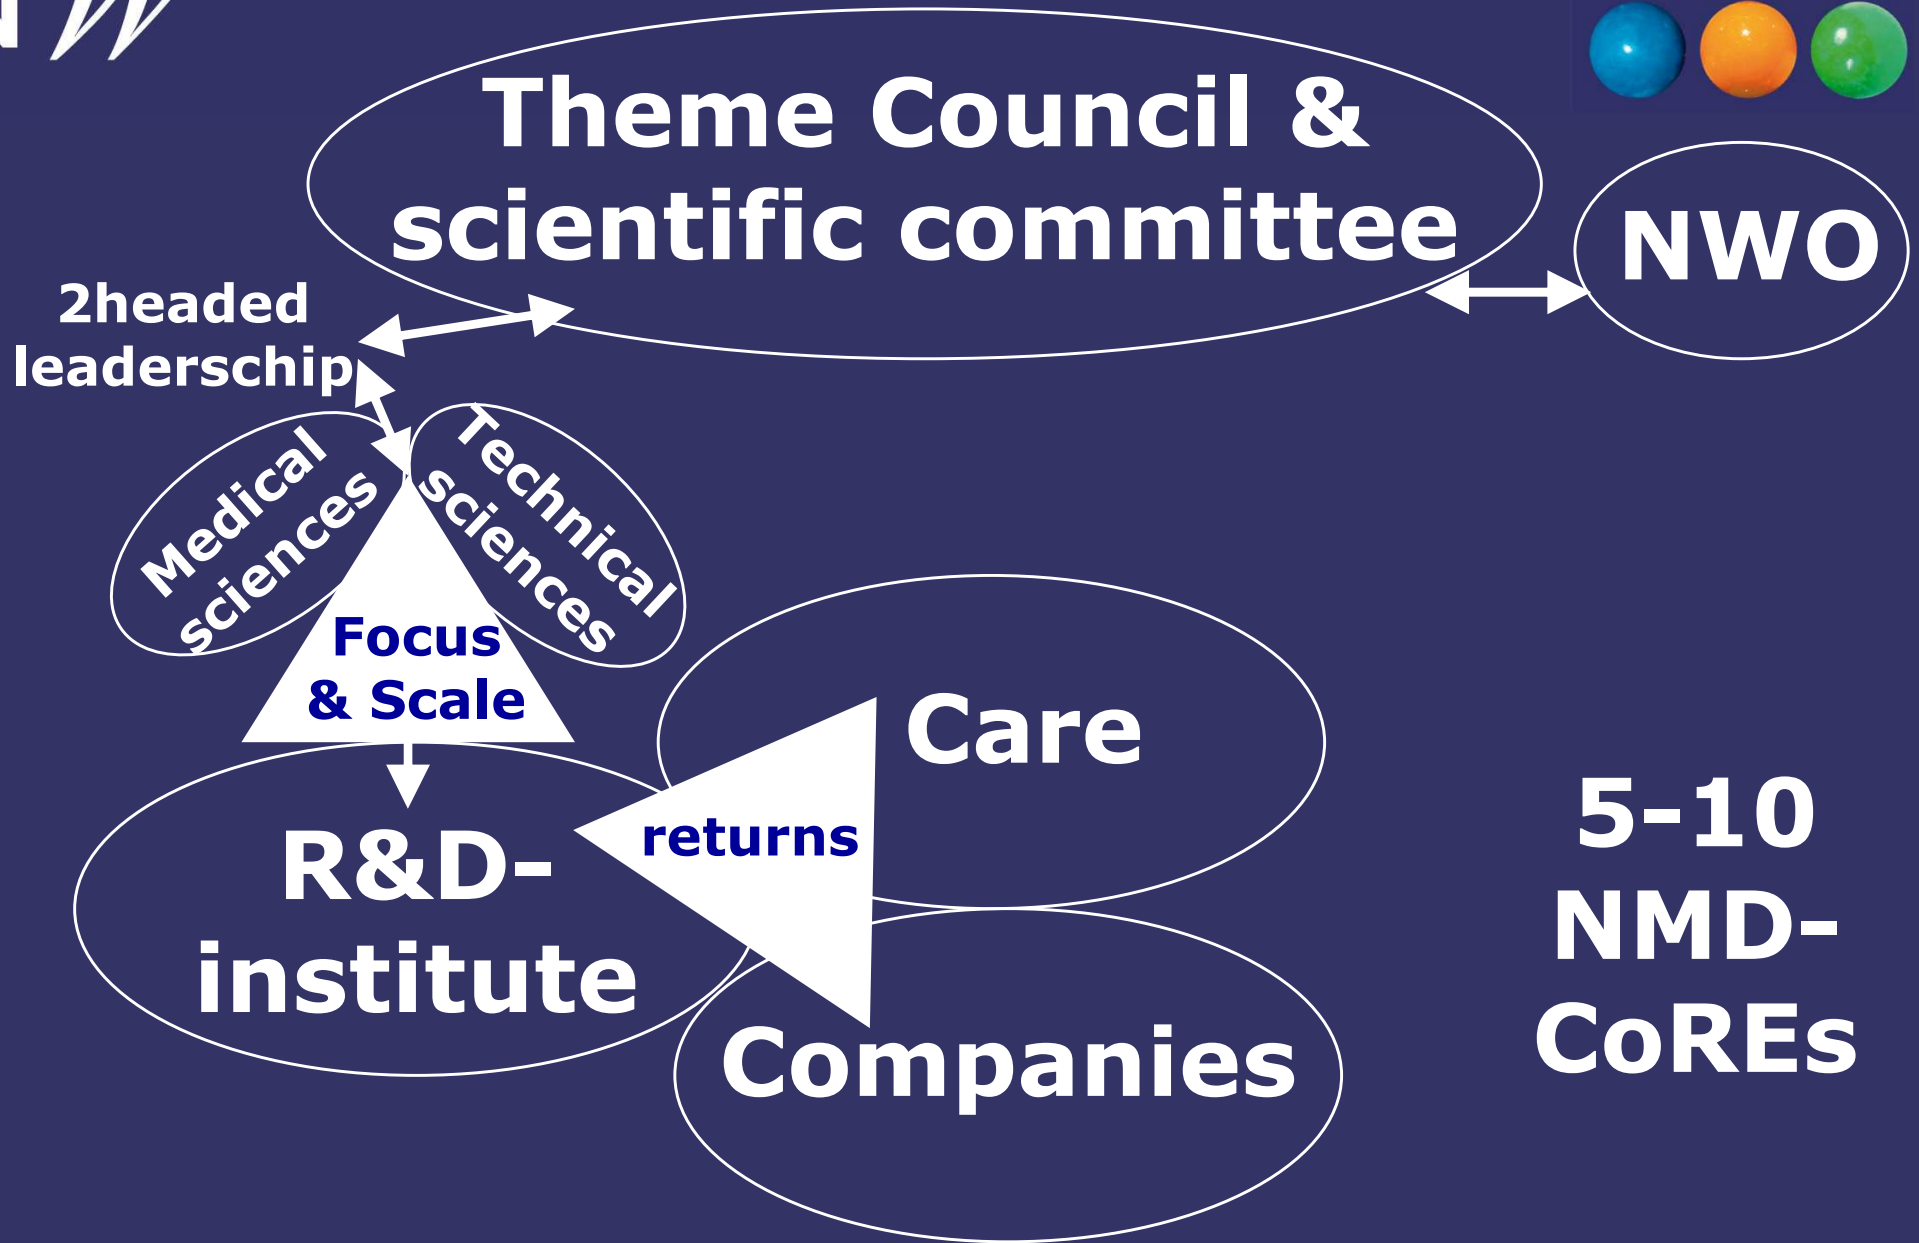 Theme Council &
scientific committee
NWO
2headed
leaderschip
Medical
sciences
Technical
sciences
Focus
& Scale
Care
returns
R&D-
institute
Companies
5-10
NMD-
CoREs